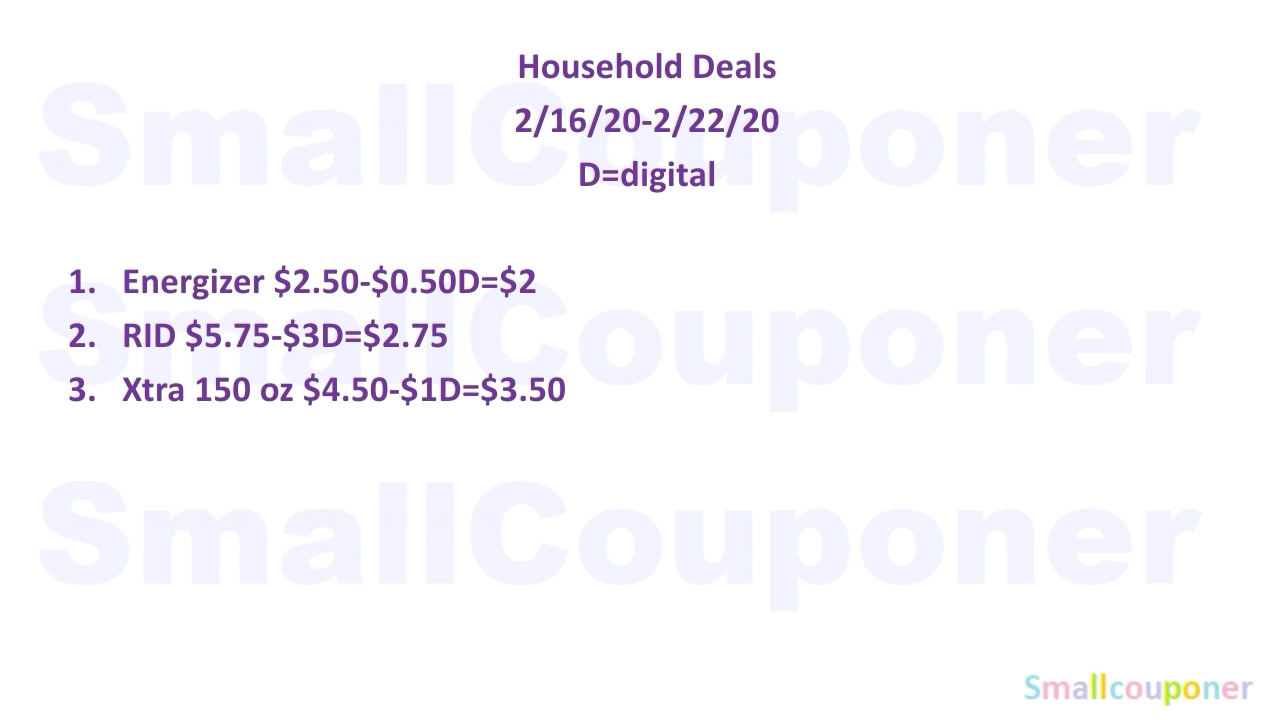 Household Deals
2/16/20-2/22/20
D=digital
SmallCouponer
1. Energizer $2.50-$0.50D=$2
2. RID $5.75-$3D=$2.75
SmallCouponer
3. Xtra 150 oz $4.50-$1D=$3.50
SmallCouponer
Smallcouponer